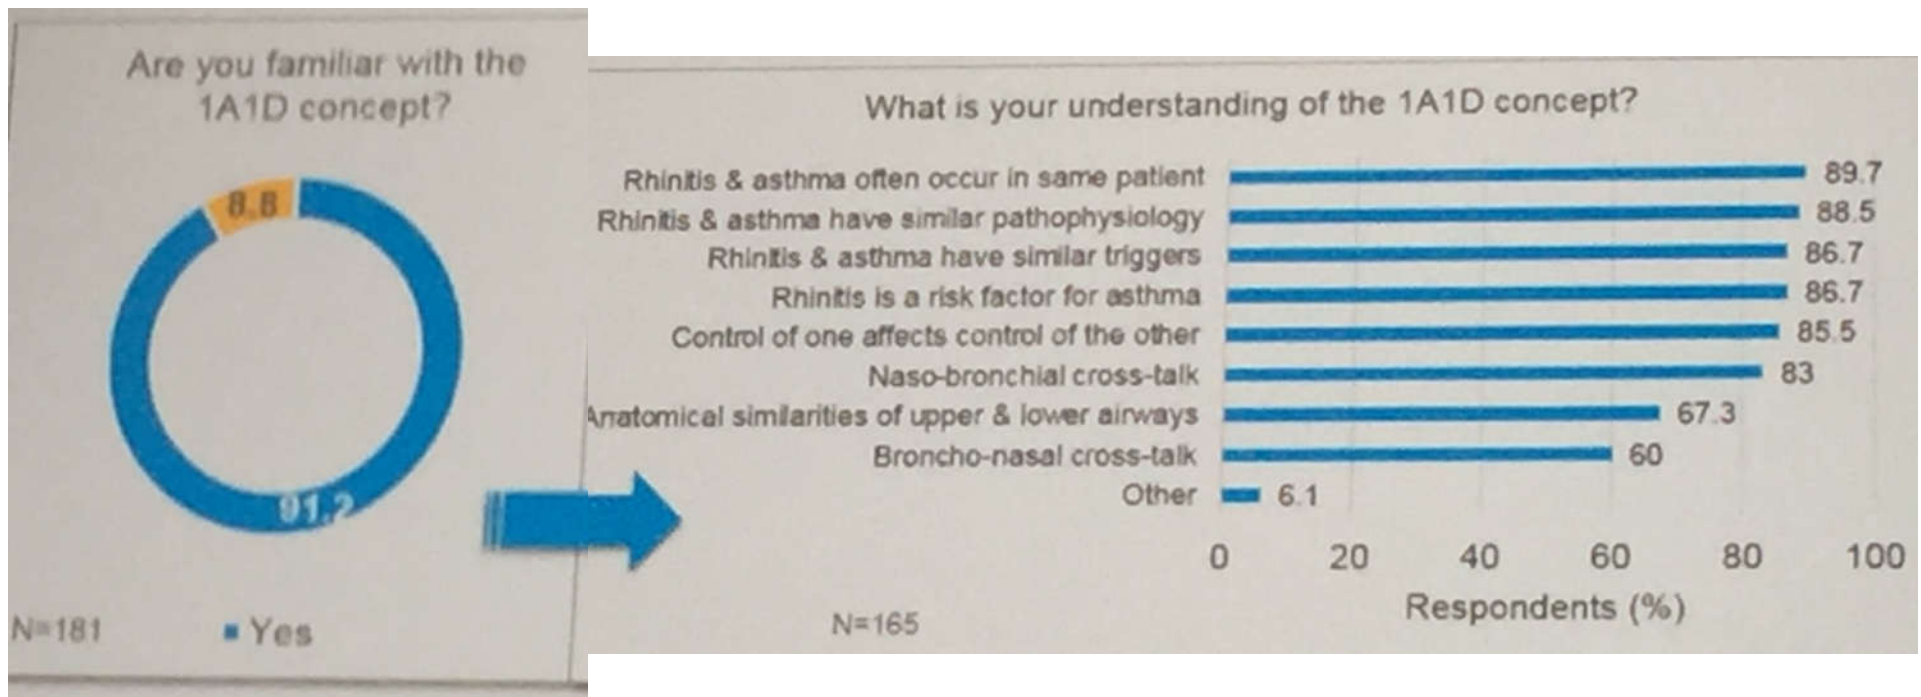 Are you familiar with the
1A1D concept?
8.8
91.2
N=181
Yes
What is your understanding of the 1A1D concept?
Rhinitis & asthma often occur in same patient 89.7
Rhinitis & asthma have similar pathophysiology 88.5
Rhinitis & asthma have similar triggers 86.7
Rhinitis is a risk factor for asthma 86.7
Control of one affects control of the other 85.5
Naso-bronchial cross-talk 83
Anatomical similarities of upper & lower airways 67.3
Broncho-nasal cross-talk 60
Other 6.1
0 20 40 60 80 100
Respondents (%)
N=165